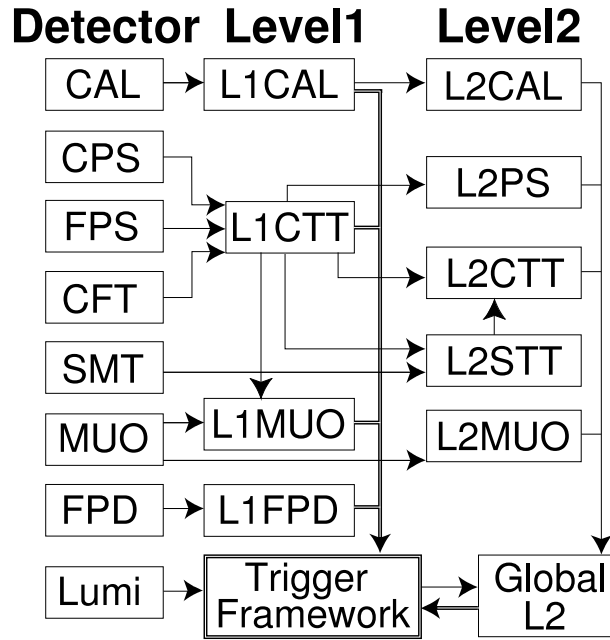 Detector Level1 Level2
CAL L1CAL L2CAL
CPS
L2PS
FPS L1CTT
CFT L2CTT
SMT L2STT
MUO L1MUO L2MUO
FPD L1FPD
Lumi Trigger Framework Global L2